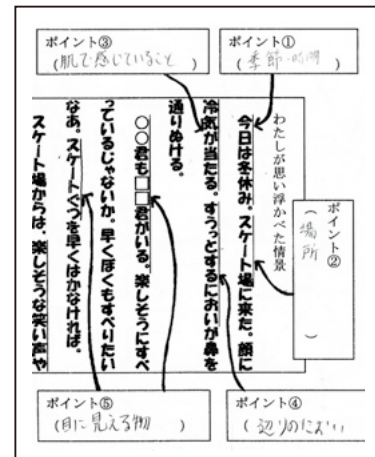 ポイント①
(季節・時間)
ポイント③
(肌で感じていること)
ポイント②
(場所)
わたしが思い浮かべた情景
今日は冬休み。スケート場に来た。顔に
冷気が当たる。すうっとするにおいが鼻を
通りぬける。
○○君も□□君がいる。楽しそうにすべ
っているじゃないか。早くぼくもすべりたい
なあ。スケートぐつを早くはかなければ。
スケート場からは、楽しそうな笑い声や
ポイント④
(辺りのにおい)
ポイント⑤
(目に見える物)